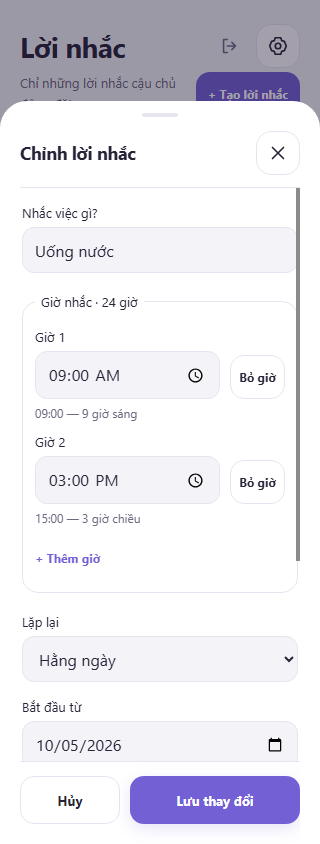 Lời nhắc
Chỉ những lời nhắc cậu chủ
+ Tạo lời nhắc
Chỉnh lời nhắc
Nhắc việc gì?
Uống nước
Giờ nhắc · 24 giờ
Giờ 1
09:00 AM
Bỏ giờ
09:00 — 9 giờ sáng
Giờ 2
03:00 PM
Bỏ giờ
15:00 — 3 giờ chiều
+ Thêm giờ
Lặp lại
Hằng ngày
Bắt đầu từ
10/05/2026
Hủy
Lưu thay đổi